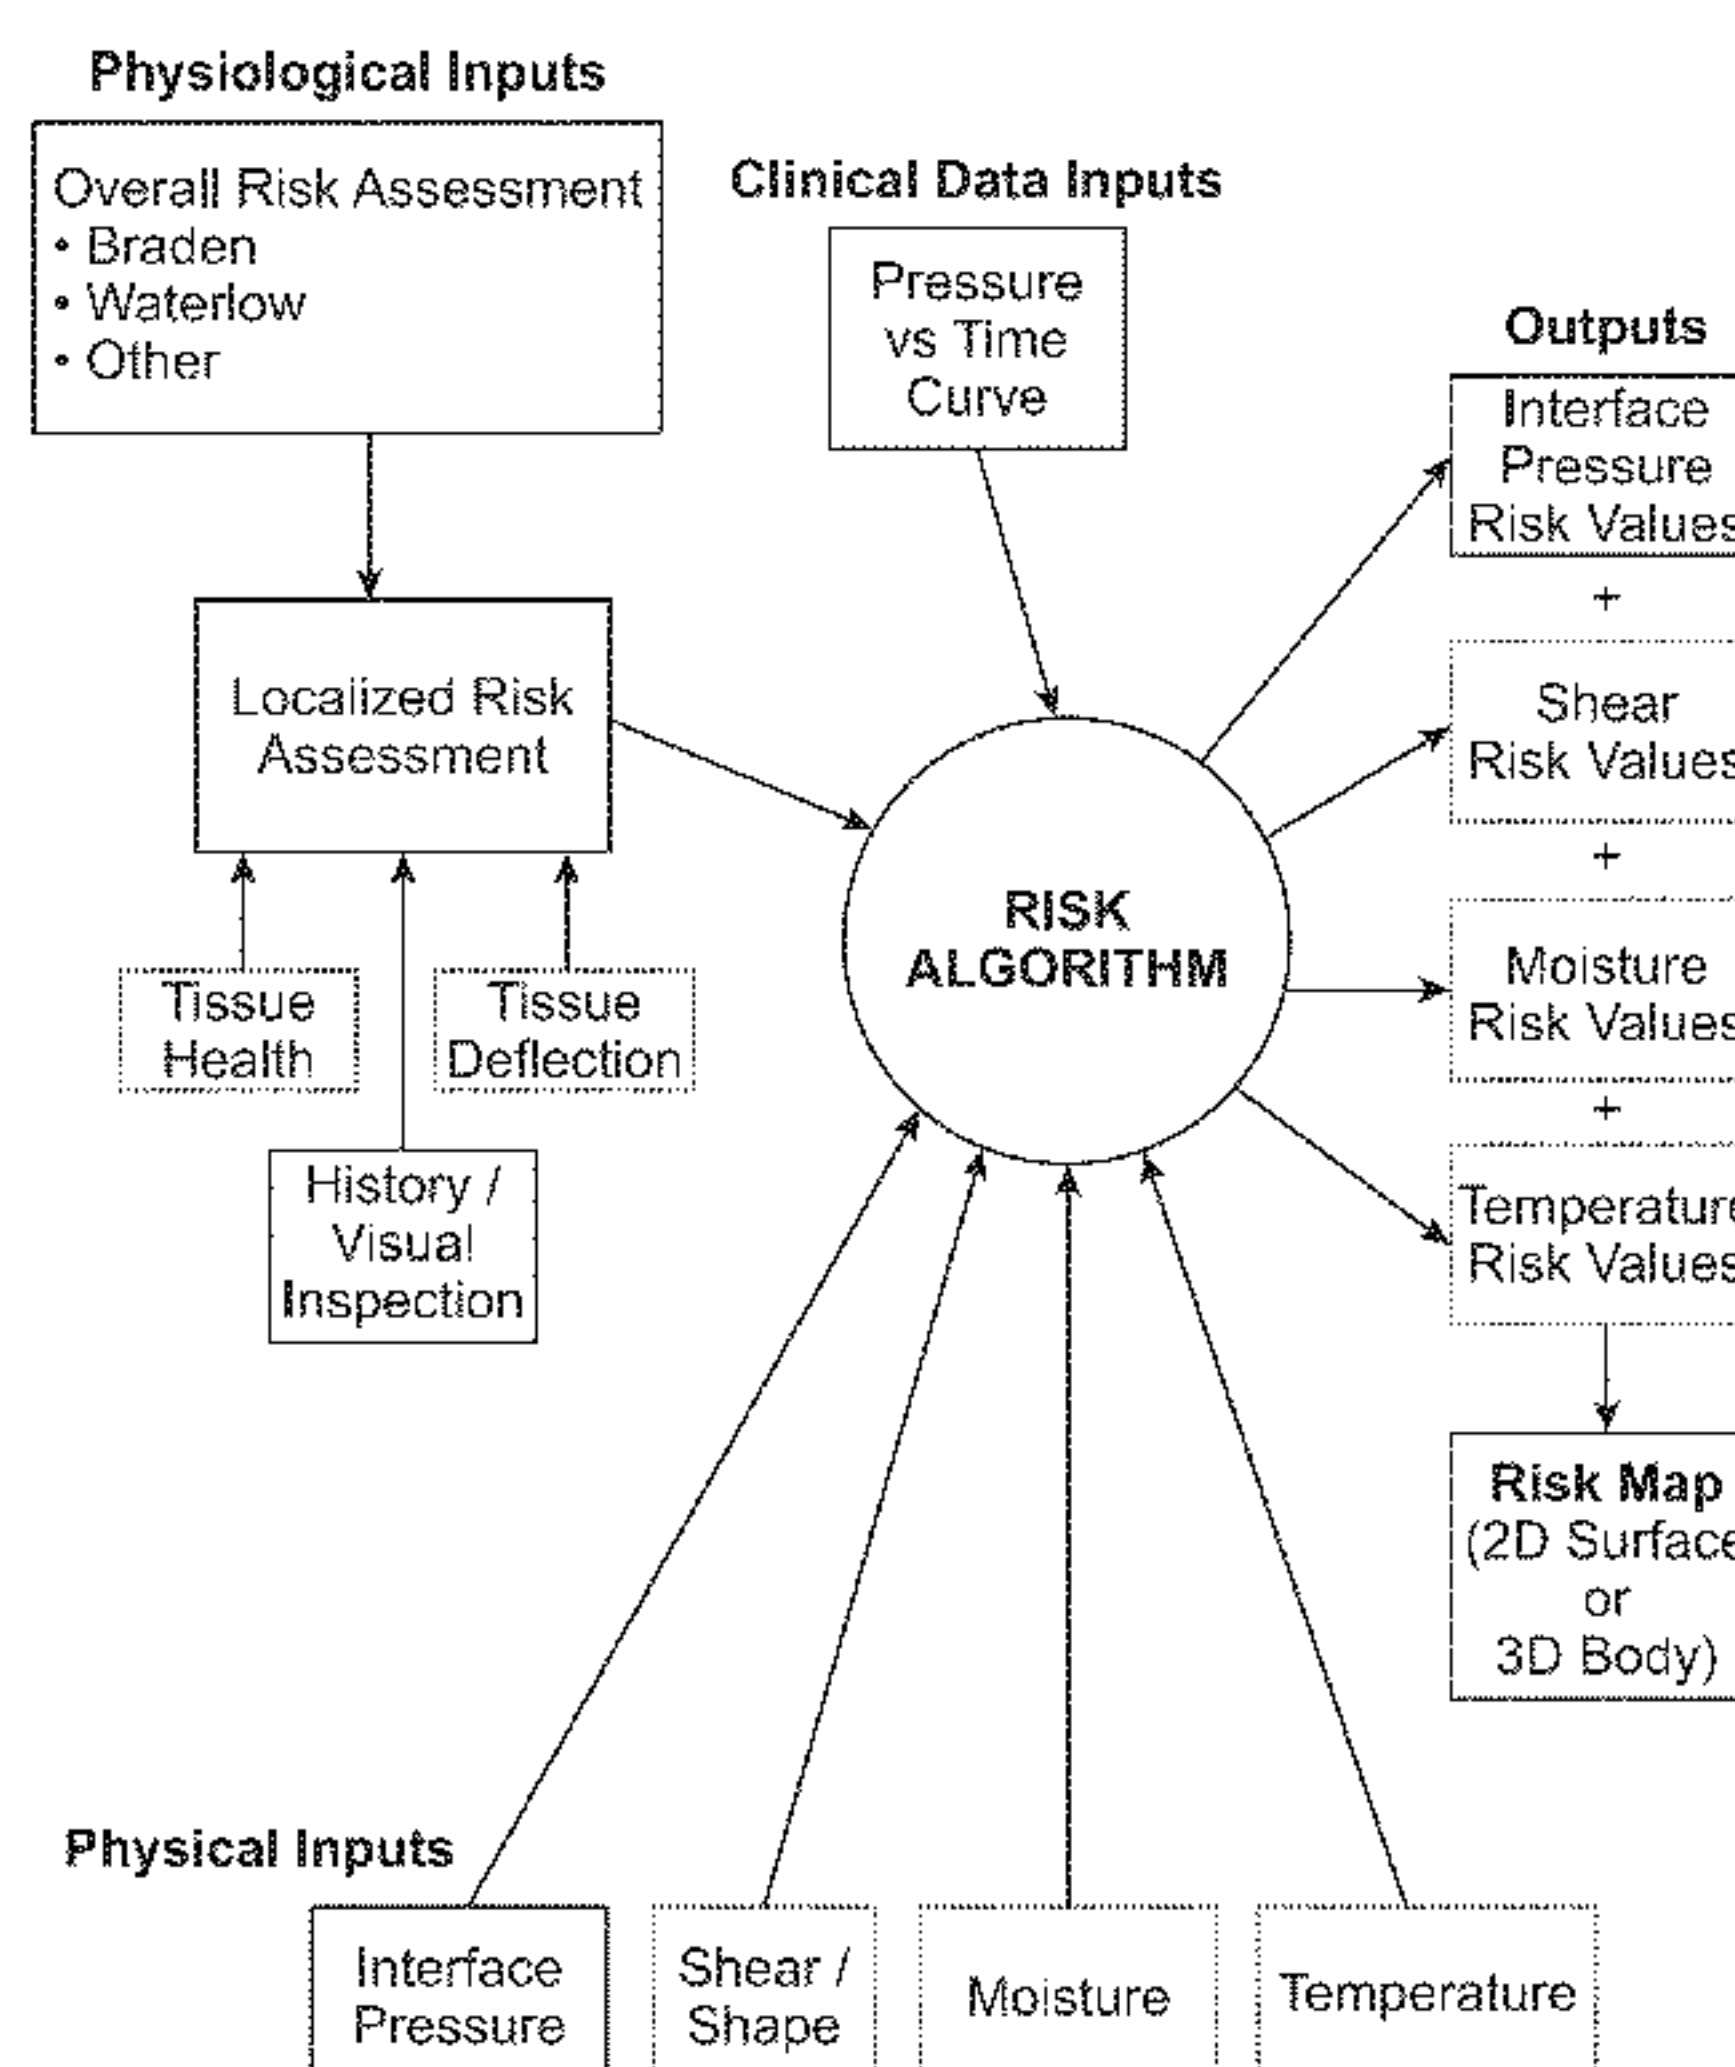 Physiological Inputs
Overall Risk Assessment
• Braden
• Waterlow
• Other
Clinical Data Inputs
Pressure
vs Time
Curve
Outputs
Interface
Pressure
Risk Values
+
Shear
Risk Values
+
Moisture
Risk Values
+
Temperature
Risk Values
Risk Map
(2D Surface
or
3D Body)
Localized Risk
Assessment
RISK
ALGORITHM
Tissue
Health
Tissue
Deflection
History /
Visual
Inspection
Physical Inputs
Interface
Pressure
Shear /
Shape
Moisture
Temperature